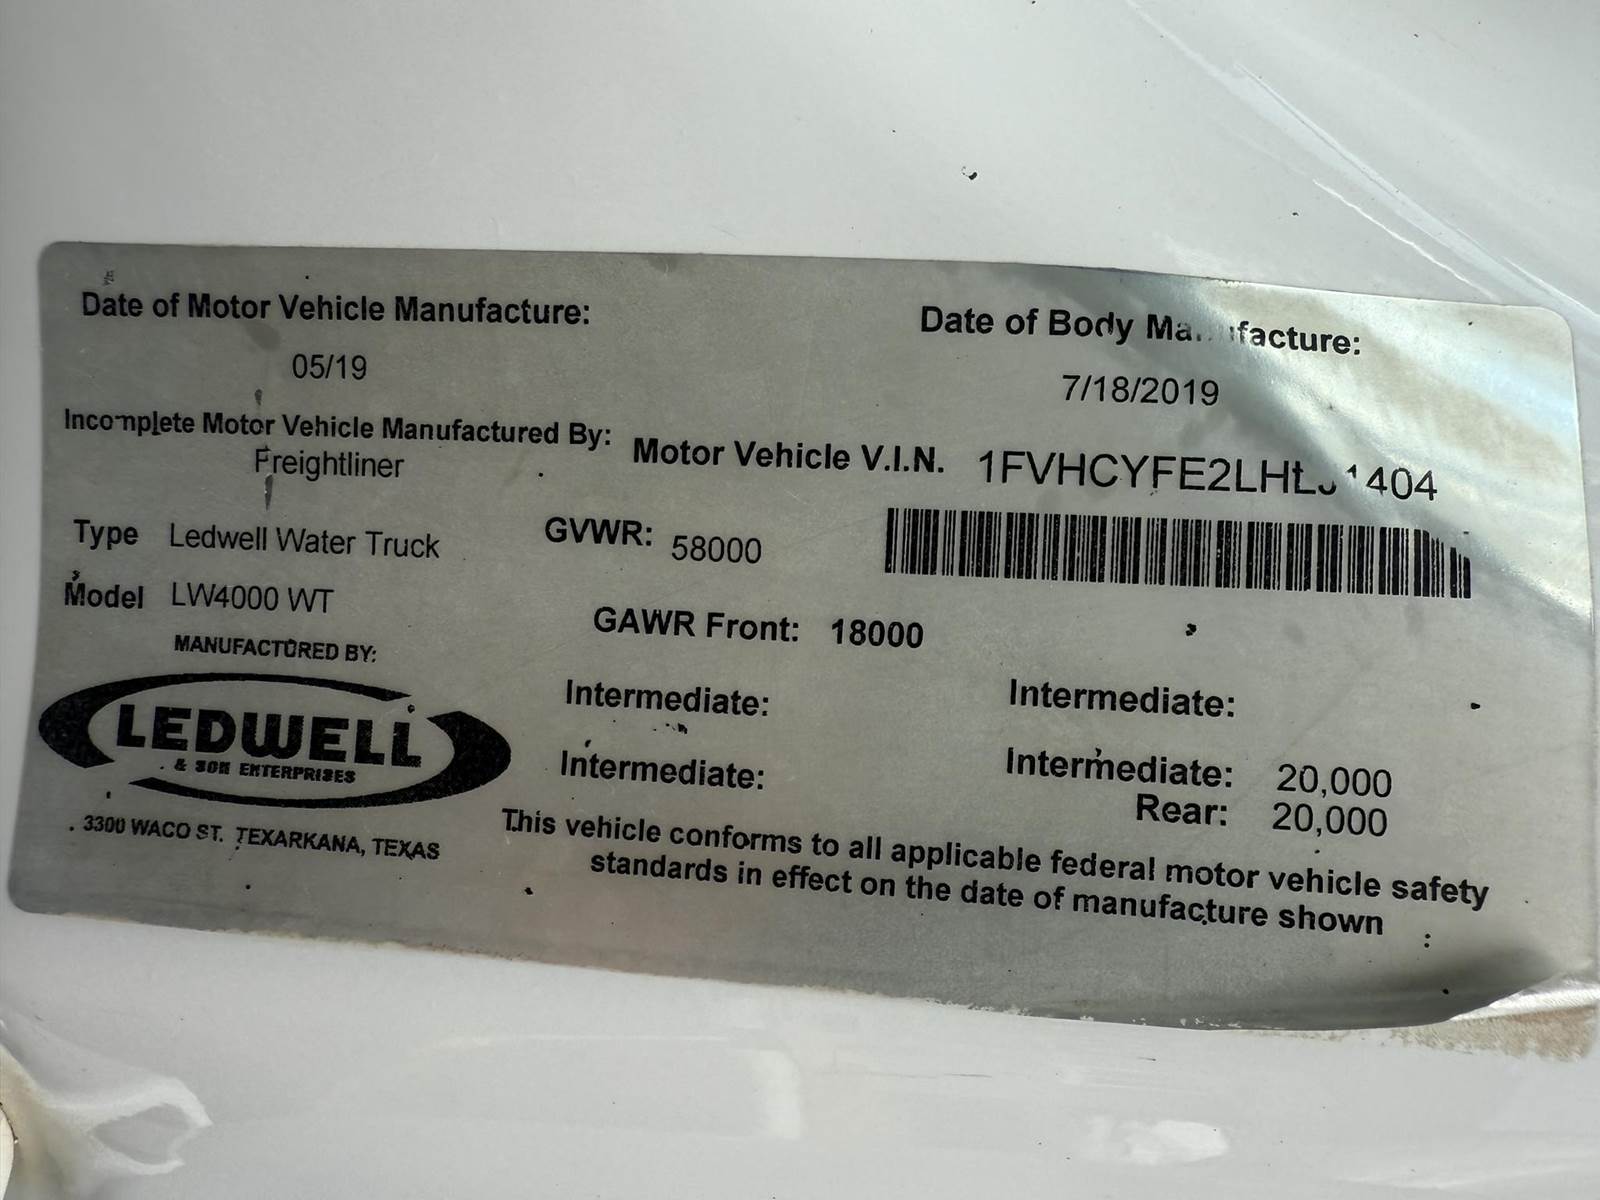 Date of Motor Vehicle Manufacture:
05/19
Date of Body
7/18/2019
Incomplete Motor Vehicle Manufactured By:
Freightliner
Motor Vehicle V.I.N.
Type Ledwell Water Truck
GVWR: 58000
Model LW4000 WT
GAWR Front: 18000
MANUFACTURED BY:
LEDWELL
& SON ENTERPRISES
3300 WACO ST. TEXARKANA, TEXAS
Intermediate:
Intermediate:
Intermediate:
Intermediate: 20,000
Rear: 20,000
This vehicle conforms to all applicable federal motor vehicle safety
standards in effect on the date of manufacture shown